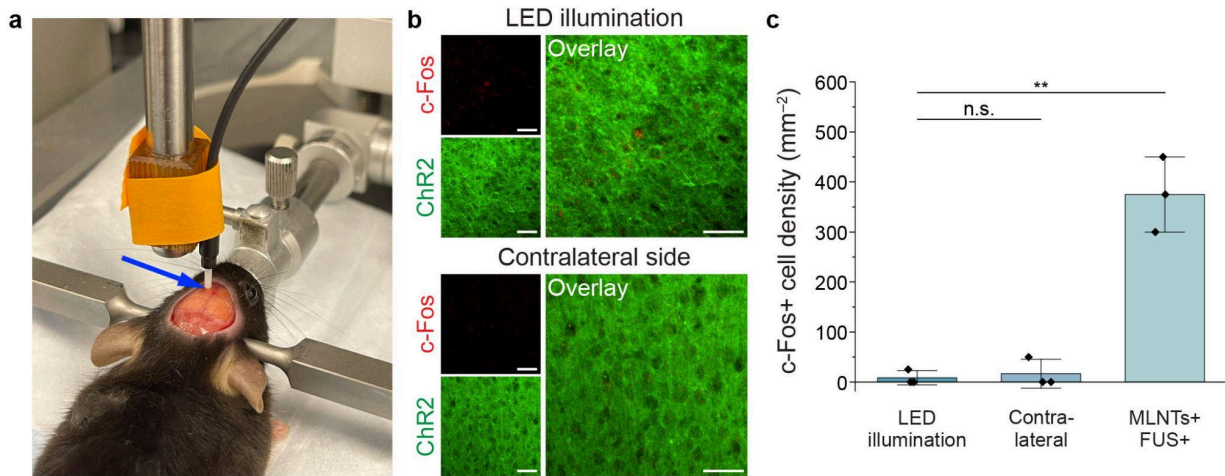 a
b
LED illumination
c-Fos
ChR2
Overlay
Contralateral side
c-Fos
ChR2
Overlay
c
c-Fos+ cell density (mm⁻²)
600
500
400
300
200
100
0
**
n.s.
LED
illumination
Contra-
lateral
MLNTs+
FUS+